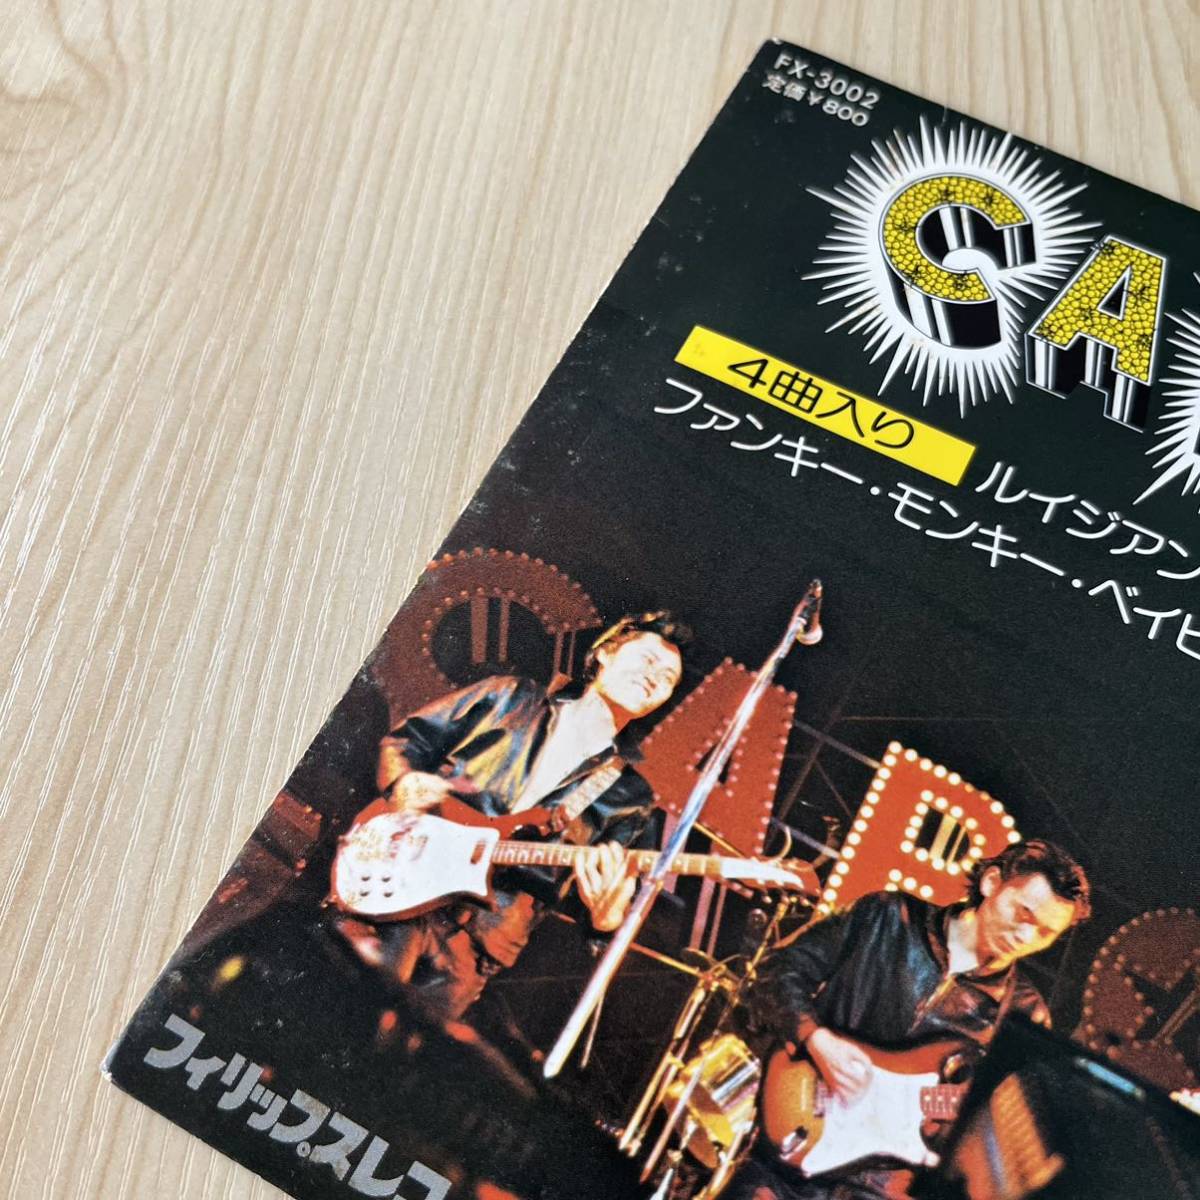 FX-3002
定価¥800
CA
4曲入り
ルイジアン
ファンキー・モンキー・ベイビ
CAP
フィリップスレコ